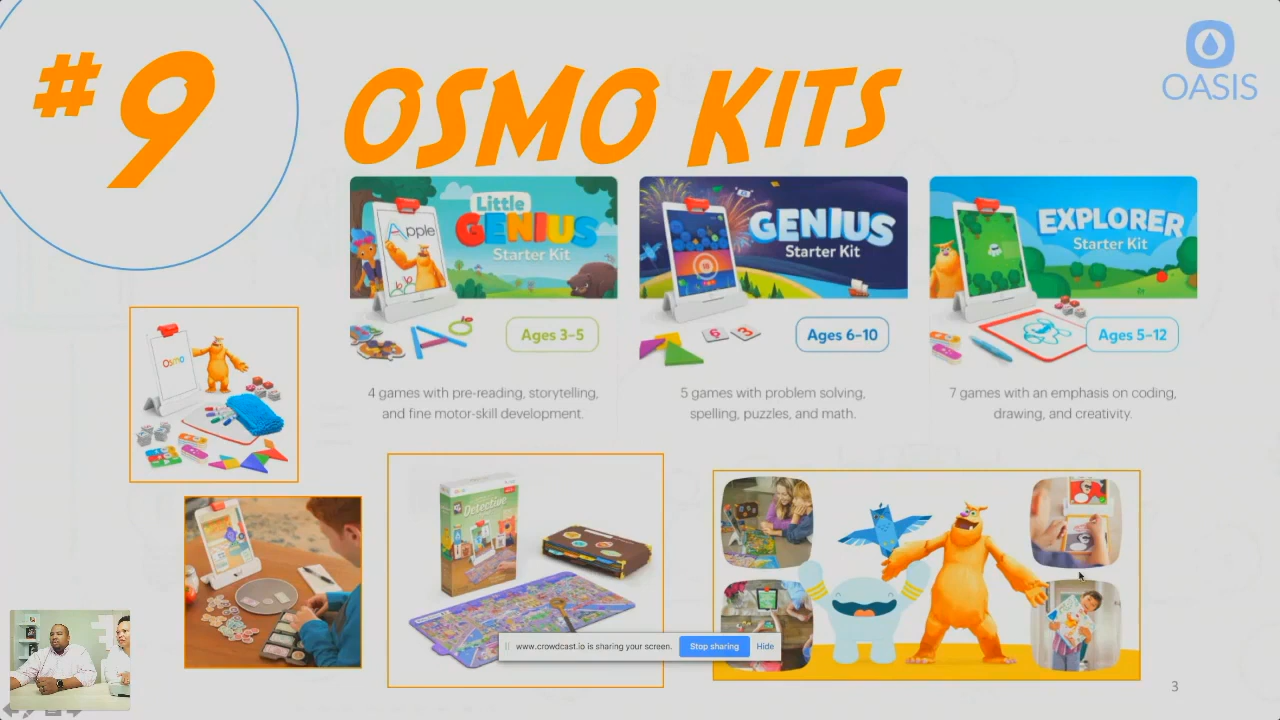 #9
OSMO KITS
OASIS
Little
GENIUS
Starter Kit
Apple
Ages 3-5
4 games with pre-reading, storytelling,
and fine motor-skill development.
GENIUS
Starter Kit
Ages 6-10
5 games with problem solving,
spelling, puzzles, and math.
EXPLORER
Starter Kit
Ages 5-12
7 games with an emphasis on coding,
drawing, and creativity.
Osmo
Detective
www.crowdcast.io is sharing your screen.
Stop sharing
Hide
3